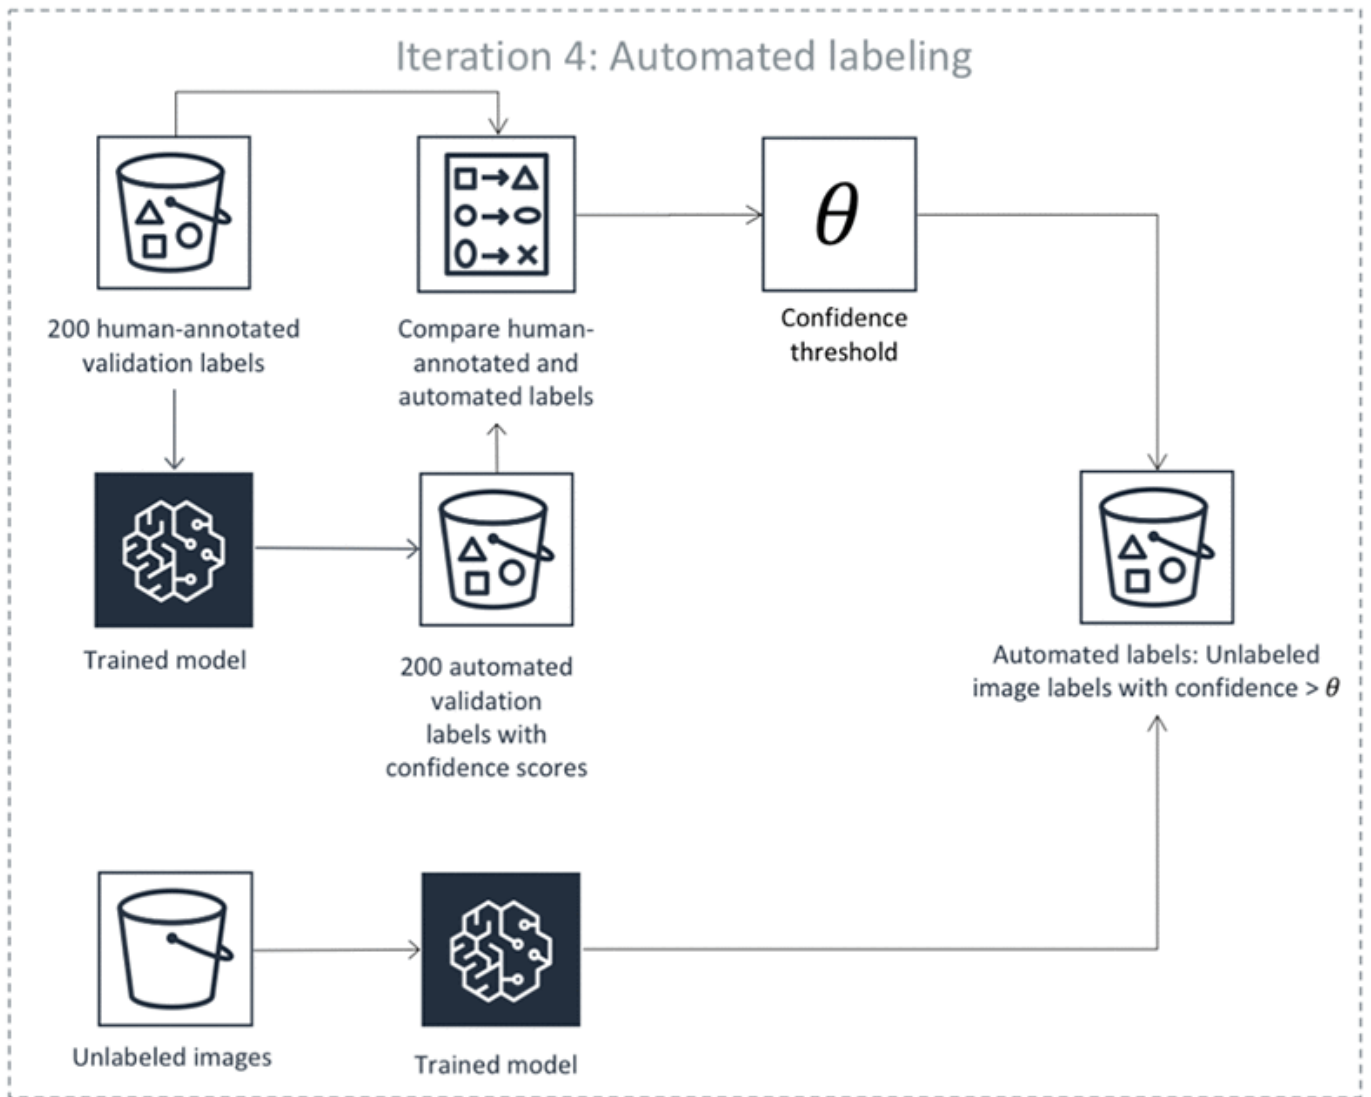 Iteration 4: Automated labeling
200 human-annotated
validation labels
Compare human-
annotated and
automated labels
θ
Confidence
threshold
Trained model
200 automated
validation
labels with
confidence scores
Automated labels: Unlabeled
image labels with confidence > θ
Unlabeled images
Trained model